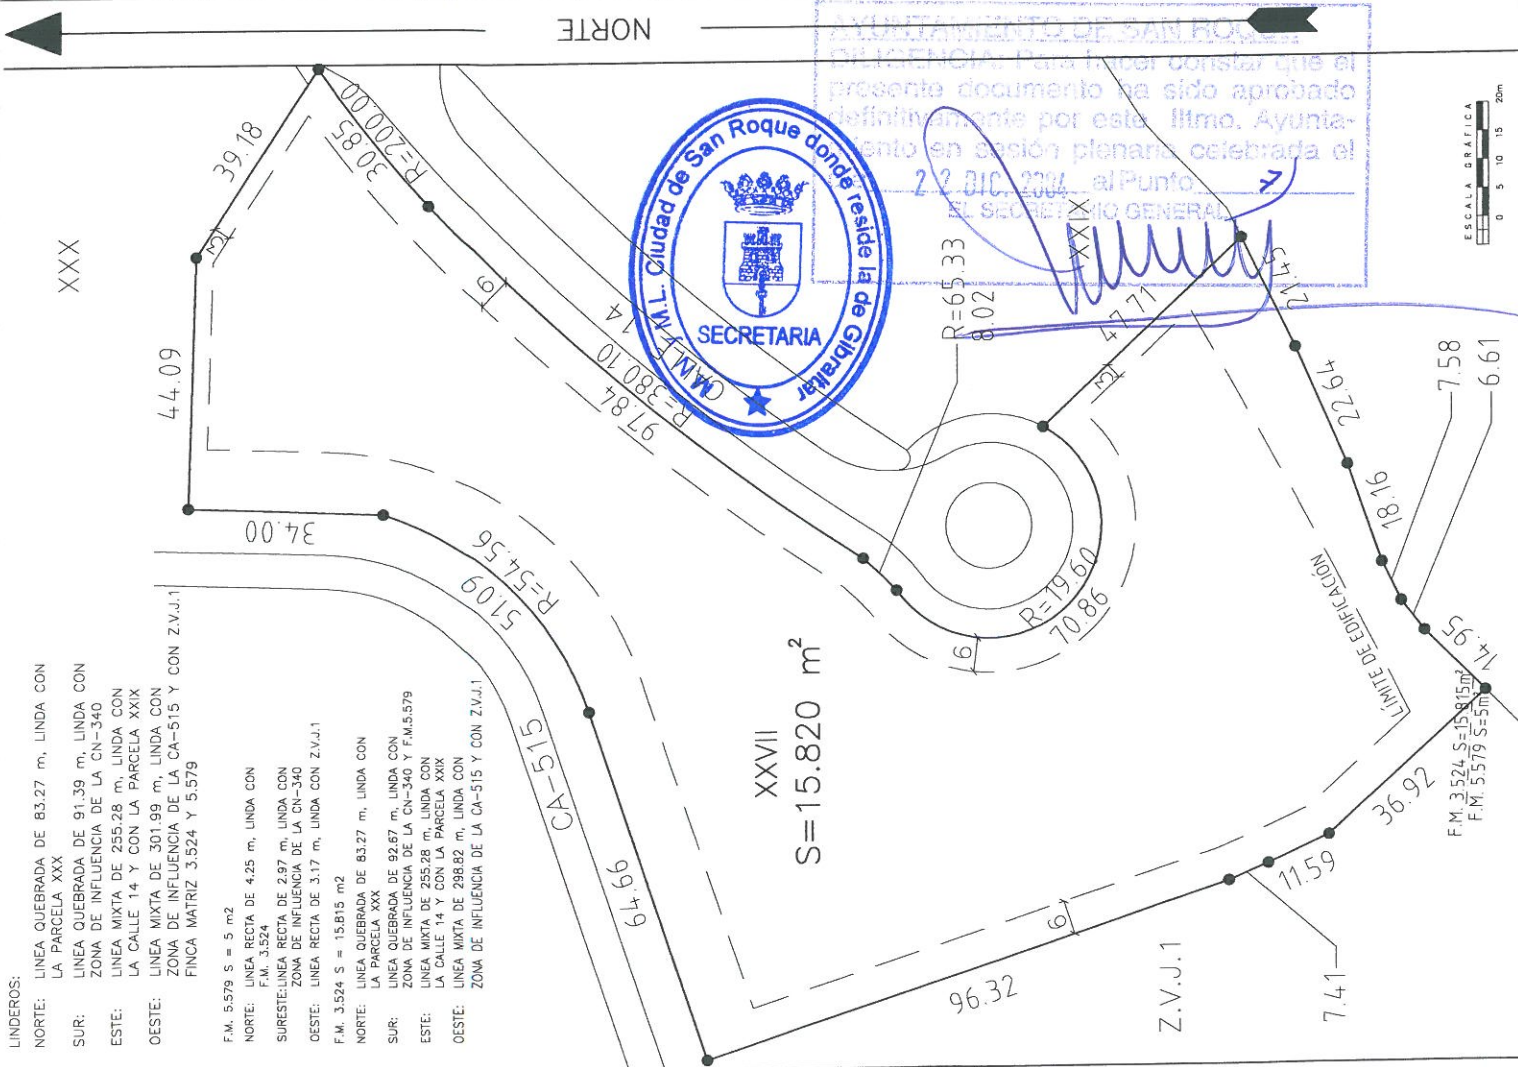 LINDEROS:
NORTE: LINEA QUEBRADA DE 83.27 m, LINDA CON
LA PARCELA XXX
SUR: LINEA QUEBRADA DE 91.39 m, LINDA CON
ZONA DE INFLUENCIA DE LA CN-340
ESTE: LINEA MIXTA DE 255.28 m, LINDA CON
LA CALLE 14 Y CON LA PARCELA XXIX
OESTE: LINEA MIXTA DE 301.99 m, LINDA CON
ZONA DE INFLUENCIA DE LA CA-515 Y CON Z.V.J.1
FINCA MATRIZ 3.524 Y 5.579
F.M. 5.579 S = 5 m2
NORTE: LINEA RECTA DE 4.25 m, LINDA CON
F.M. 3.524
SURESTE: LINEA RECTA DE 2.97 m, LINDA CON
ZONA DE INFLUENCIA DE LA CN-340
OESTE: LINEA RECTA DE 3.17 m, LINDA CON Z.V.J.1
F.M. 3.524 S = 15.815 m2
NORTE: LINEA QUEBRADA DE 83.27 m, LINDA CON
LA PARCELA XXX
SUR: LINEA QUEBRADA DE 92.67 m, LINDA CON
ZONA DE INFLUENCIA DE LA CN-340 Y F.M.5.579
ESTE: LINEA MIXTA DE 255.28 m, LINDA CON
LA CALLE 14 Y CON LA PARCELA XXIX
OESTE: LINEA MIXTA DE 298.82 m, LINDA CON
ZONA DE INFLUENCIA DE LA CA-515 Y CON Z.V.J.1
NORTE
XXX
39.18
44.09
34.00
3
30.85
R=200.00
6
51.09
R=54.56
CA-515
64.66
97.84
R=380.10
CALLE 14
R=65.33
8.02
XXVII
S=15.820 m²
6
R=19.60
70.86
XXIX
47.71
3
21.45
22.64
18.16
7.58
6.61
14.95
LÍMITE DE EDIFICACIÓN
F.M. 3.524 S=15.815m²
F.M. 5.579 S=5m²
36.92
11.59
7.41
6
96.32
Z.V.J.1
ESCALA GRÁFICA
0 5 10 15 20m
AYUNTAMIENTO DE SAN ROQUE
DILIGENCIA: Para hacer constar que el
presente documento ha sido aprobado
definitivamente por este Iltmo. Ayunta-
miento en sesión plenaria celebrada el
22 DIC. 2004 al Punto 7
EL SECRETARIO GENERAL
M.N. y M.L. Ciudad de San Roque donde reside la de Gibraltar
SECRETARIA